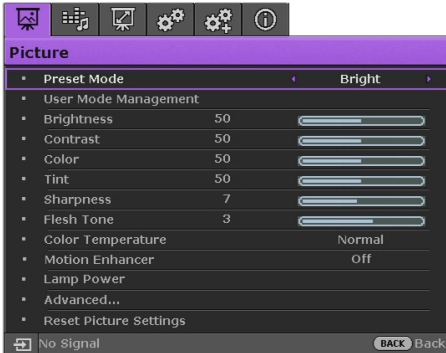 Picture
Preset Mode Bright
User Mode Management
Brightness 50
Contrast 50
Color 50
Tint 50
Sharpness 7
Flesh Tone 3
Color Temperature Normal
Motion Enhancer Off
Lamp Power
Advanced...
Reset Picture Settings
No Signal BACK Back